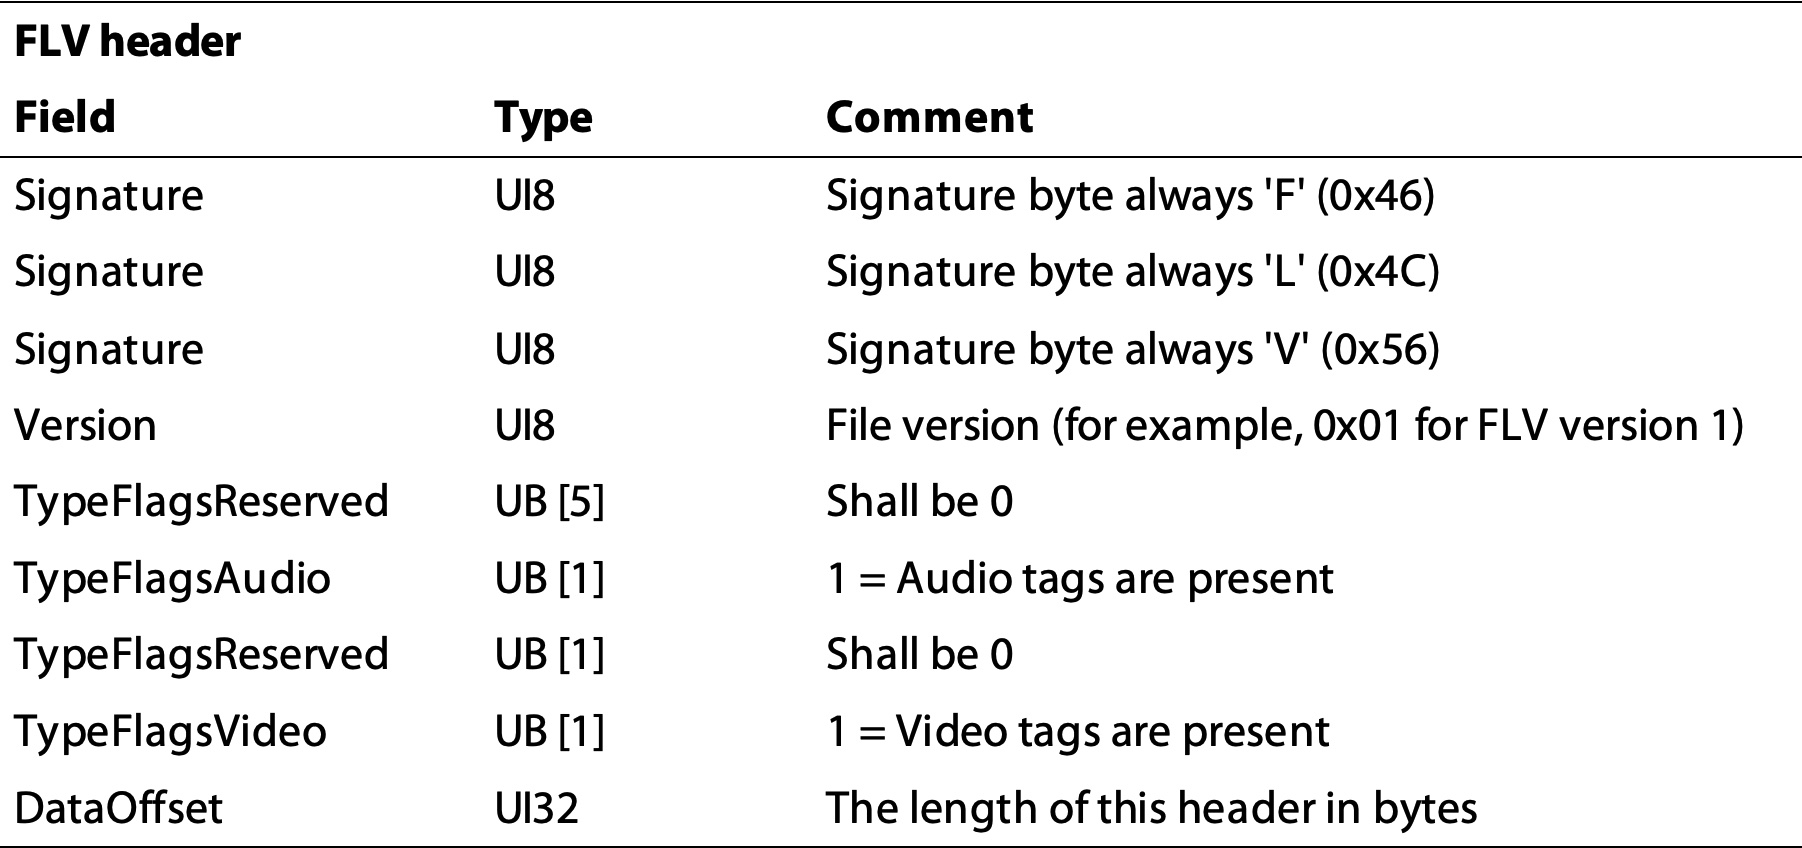 FLV header
Field Type Comment
Signature UI8 Signature byte always 'F' (0x46)
Signature UI8 Signature byte always 'L' (0x4C)
Signature UI8 Signature byte always 'V' (0x56)
Version UI8 File version (for example, 0x01 for FLV version 1)
TypeFlagsReserved UB [5] Shall be 0
TypeFlagsAudio UB [1] 1 = Audio tags are present
TypeFlagsReserved UB [1] Shall be 0
TypeFlagsVideo UB [1] 1 = Video tags are present
DataOffset UI32 The length of this header in bytes